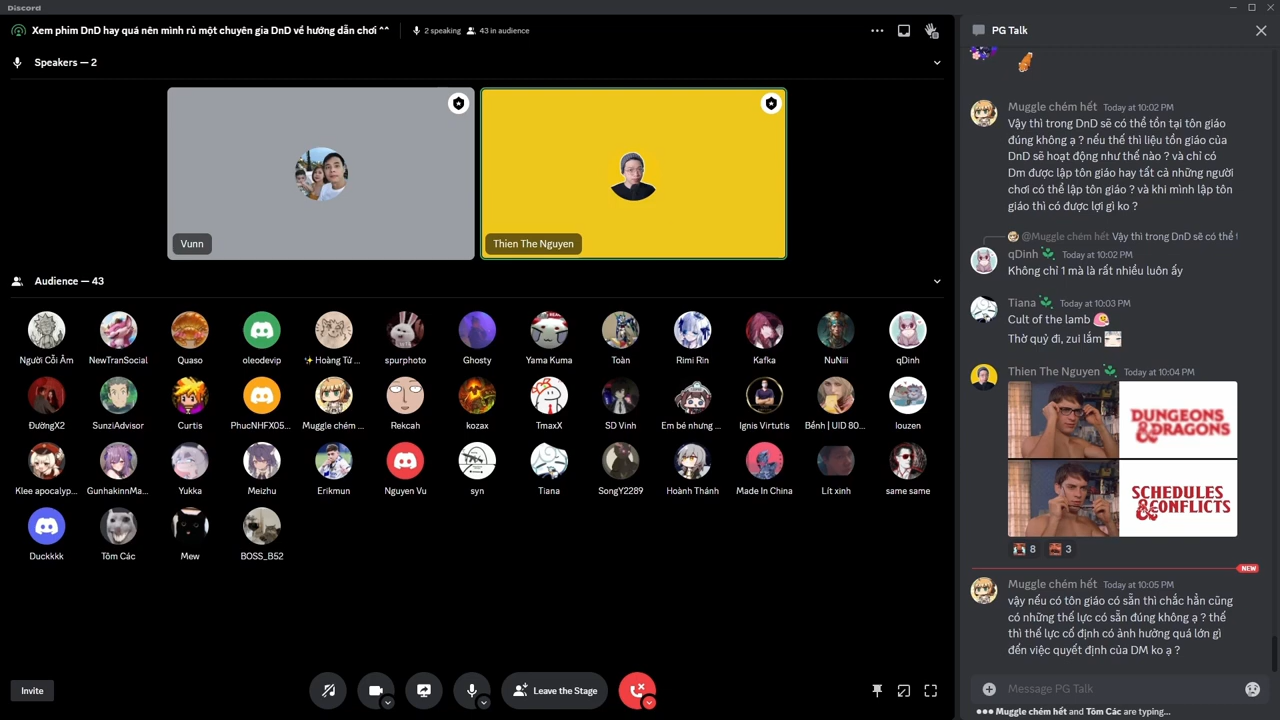 Discord
Xem phim DnD hay quá nên mình rủ một chuyên gia DnD về hướng dẫn chơi ^^
2 speaking 43 in audience
PG Talk
Speakers — 2
Vunn
Thien The Nguyen
Audience — 43
Người Cỗi Âm NewTranSocial Quaso oleodevip ✨ Hoàng Tử ... spurphoto Ghosty Yama Kuma Toàn Rimi Rin Kafka NuNiii qDinh
ĐườngX2 SunziAdvisor Curtis PhucNHFX05... Muggle chém ... Rekcah kozax TmaxX SD Vinh Em bé nhưng ... Ignis Virtutis Bềnh | UID 80... louzen
Klee apocalyp... GunhakinnMa... Yukka Meizhu Erikmun Nguyen Vu syn Tiana SongY2289 Hoành Thánh Made In China Lít xinh same same
Duckkkk Tôm Các Mew BOSS_B52
Invite
Leave the Stage
Muggle chém hết Today at 10:02 PM
Vậy thì trong DnD sẽ có thể tồn tại tôn giáo
đúng không ạ ? nếu thế thì liệu tồn giáo của
DnD sẽ hoạt động như thế nào ? và chỉ có
Dm được lập tôn giáo hay tất cả những người
chơi có thể lập tôn giáo ? và khi mình lập tôn
giáo thì có được lợi gì ko ?
@Muggle chém hết Vậy thì trong DnD sẽ có thể t
qDinh Today at 10:02 PM
Không chỉ 1 mà là rất nhiều luôn ấy
Tiana Today at 10:03 PM
Cult of the lamb
Thờ quỷ đi, zui lắm
Thien The Nguyen Today at 10:04 PM
DUNGEONS
& DRAGONS
SCHEDULES
& CONFLICTS
8 3
NEW
Muggle chém hết Today at 10:05 PM
vậy nếu có tôn giáo có sẵn thì chắc hẳn cũng
có những thế lực có sẵn đúng không ạ ? thế
thì thế lực cố định có ảnh hưởng quá lớn gì
đến việc quyết định của DM ko ạ ?
Message PG Talk
Muggle chém hết and Tôm Các are typing...